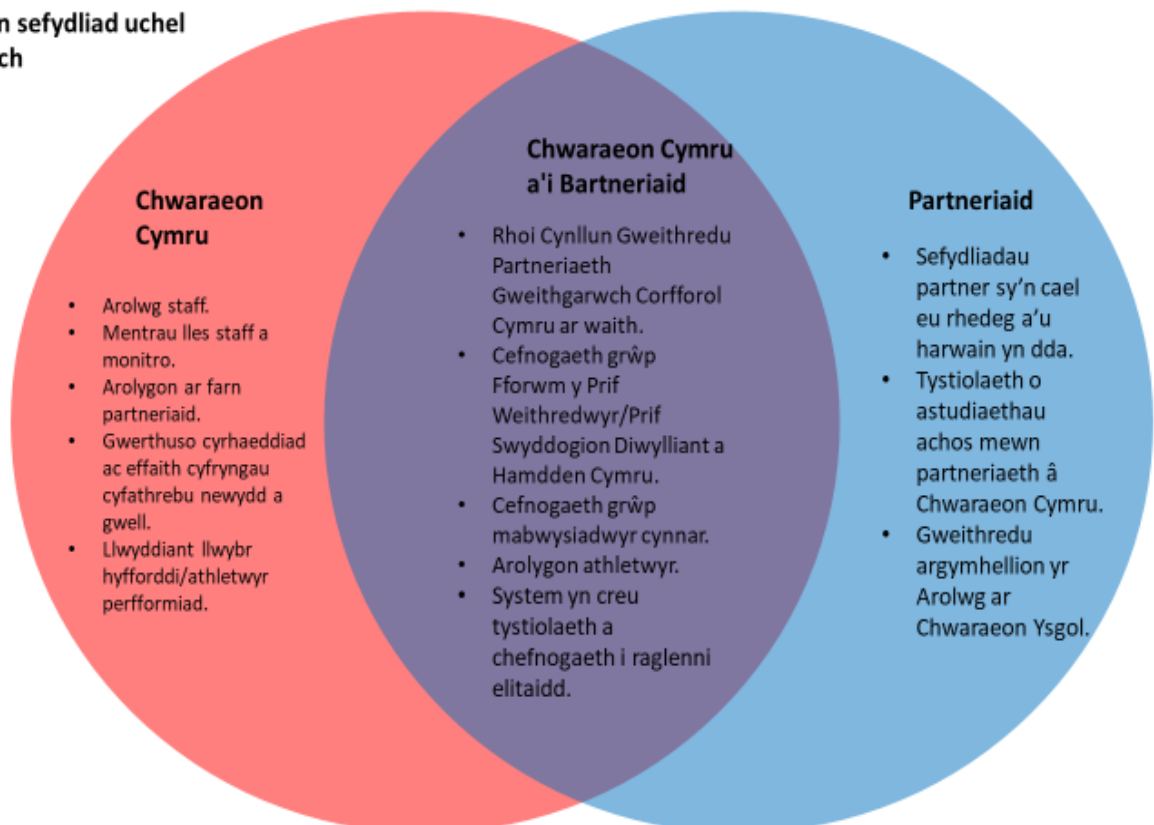 n sefydliad uchel
ch
Chwaraeon
Cymru
• Arolwg staff.
• Mentrau lles staff a
monitro.
• Arolygon ar farn
partneriaid.
• Gwerthuso cyrhaeddiad
ac effaith cyfryngau
cyfathrebu newydd a
gwell.
• Llwyddiant llwybr
hyfforddi/athletwyr
perfformiad.
Chwaraeon Cymru
a'i Bartneriaid
• Rhoi Cynllun Gweithredu
Partneriaeth
Gweithgarwch Corfforol
Cymru ar waith.
• Cefnogaeth grŵp
Fforwm y Prif
Weithredwyr/Prif
Swyddogion Diwylliant a
Hamdden Cymru.
• Cefnogaeth grŵp
mabwysiadwyr cynnar.
• Arolygon athletwyr.
• System yn creu
tystiolaeth a
chefnogaeth i raglenni
elitaidd.
Partneriaid
• Sefydliadau
partner sy'n cael
eu rhedeg a'u
harwain yn dda.
• Tystiolaeth o
astudiaethau
achos mewn
partneriaeth â
Chwaraeon Cymru.
• Gweithredu
argymhellion yr
Arolwg ar
Chwaraeon Ysgol.